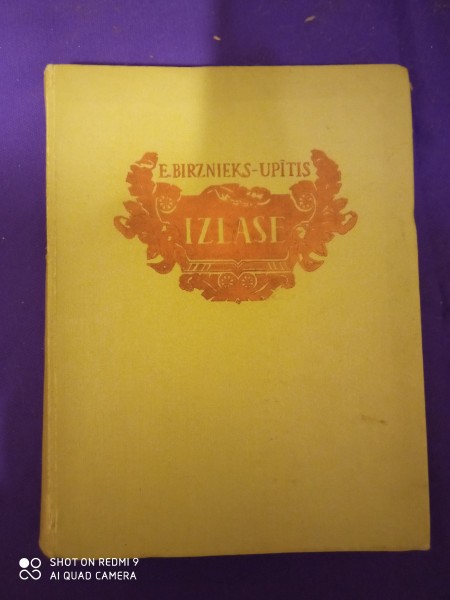 E.BIRZNIEKS-UPĪTIS
IZLASE
SHOT ON REDMI 9
AI QUAD CAMERA